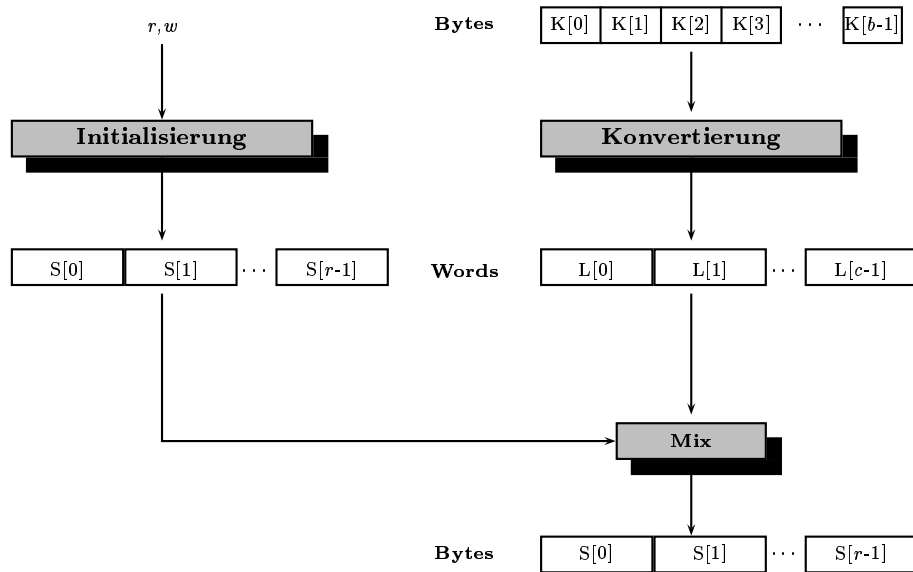 r, w Bytes K[0] K[1] K[2] K[3] ··· K[b-1]
Initialisierung Konvertierung
S[0] S[1] ··· S[r-1] Words L[0] L[1] ··· L[c-1]
Mix
Bytes S[0] S[1] ··· S[r-1]